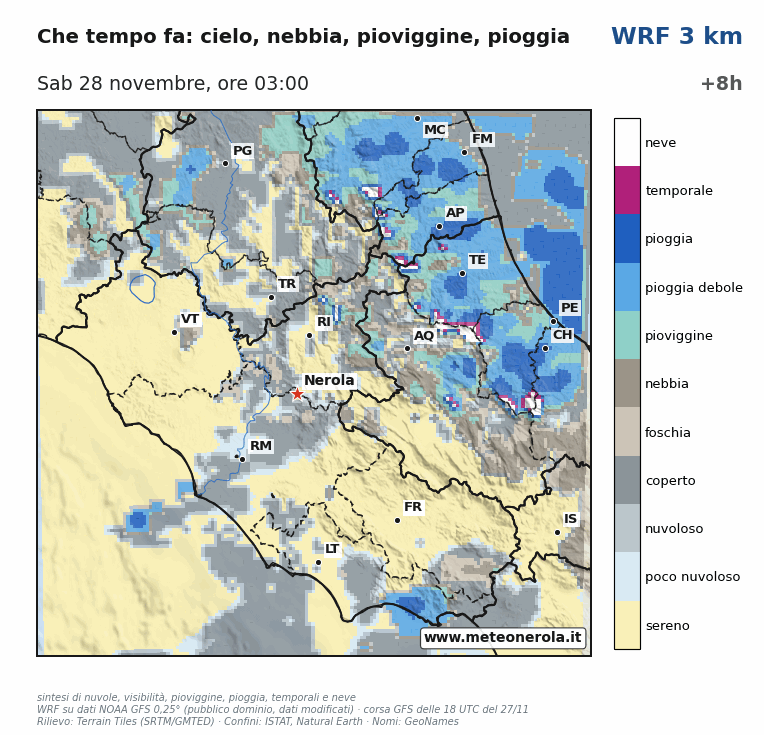 Che tempo fa: cielo, nebbia, pioviggine, pioggia
WRF 3 km
Sab 28 novembre, ore 03:00
+8h
MC
FM
PG
AP
TE
TR
PE
VT
RI
AQ
CH
Nerola
RM
FR
IS
LT
www.meteonerola.it
neve
temporale
pioggia
pioggia debole
pioviggine
nebbia
foschia
coperto
nuvoloso
poco nuvoloso
sereno
sintesi di nuvole, visibilità, pioviggine, pioggia, temporali e neve
WRF su dati NOAA GFS 0,25° (pubblico dominio, dati modificati) · corsa GFS delle 18 UTC del 27/11
Rilievo: Terrain Tiles (SRTM/GMTED) · Confini: ISTAT, Natural Earth · Nomi: GeoNames